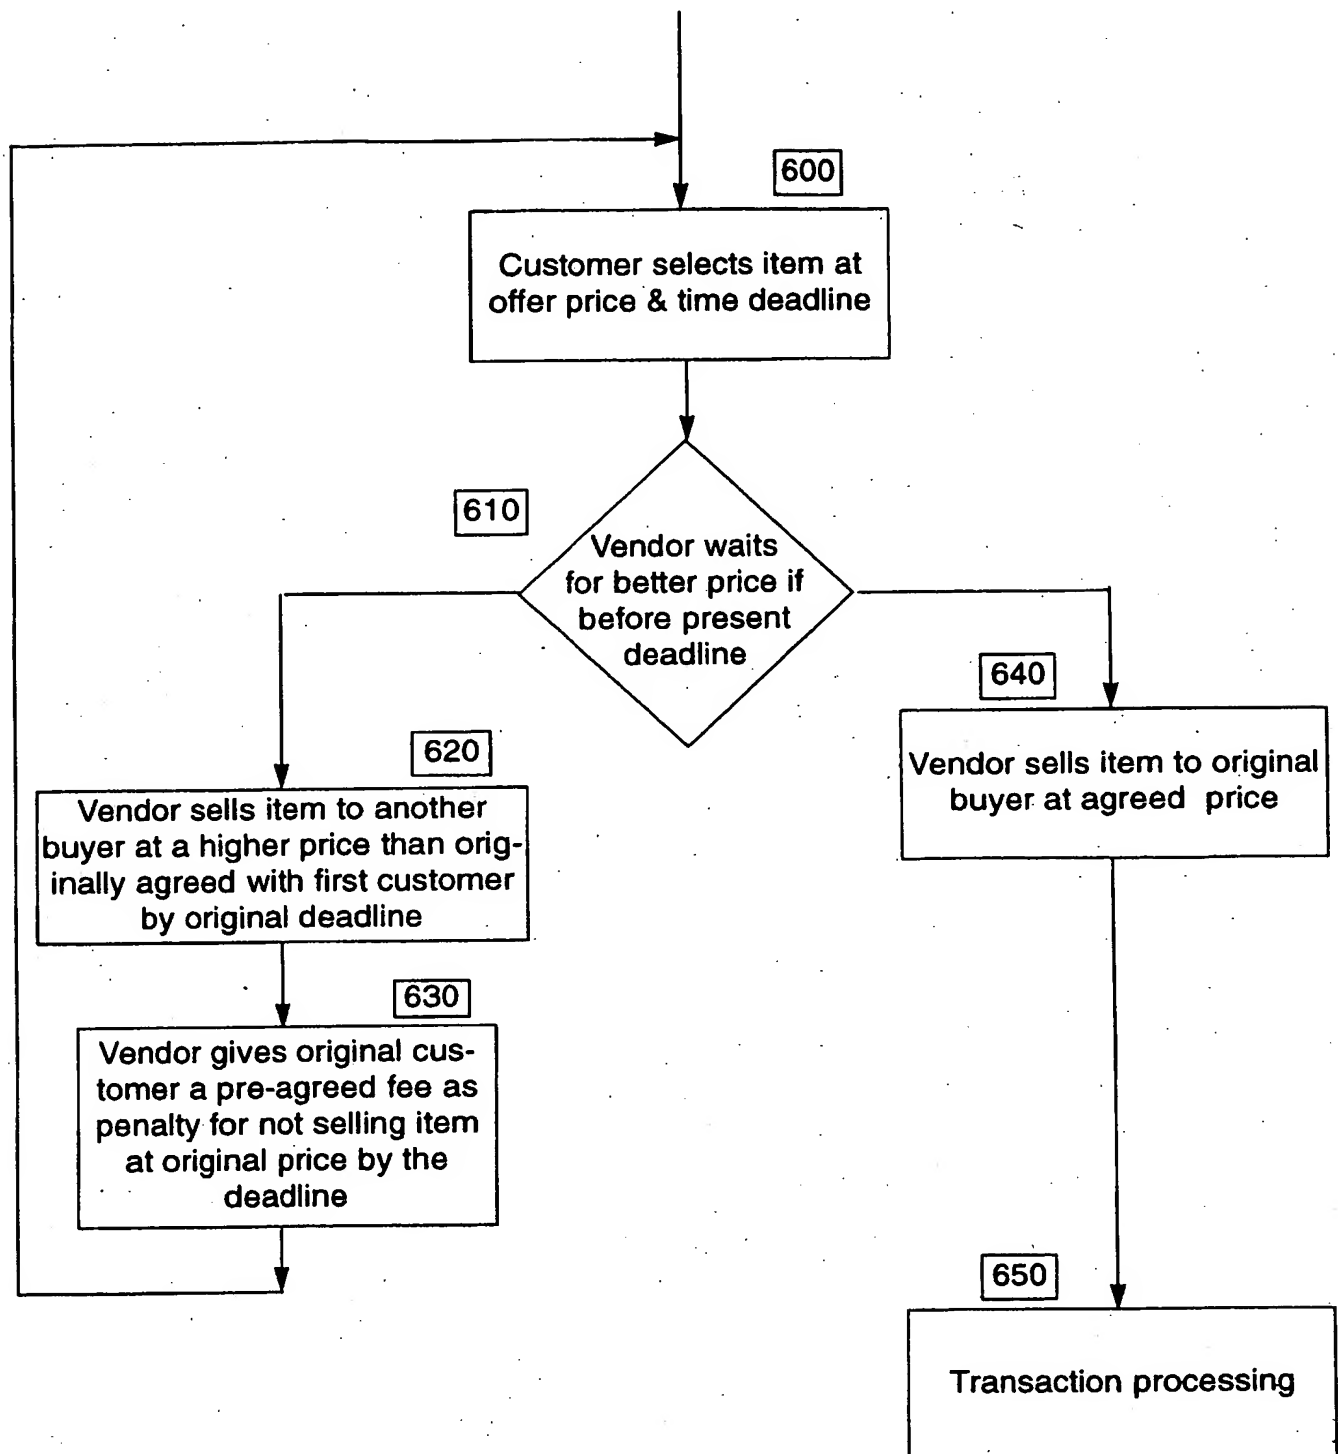 600
Customer selects item at
offer price & time deadline
610
Vendor waits
for better price if
before present
deadline
620
Vendor sells item to another
buyer at a higher price than orig-
inally agreed with first customer
by original deadline
630
Vendor gives original cus-
tomer a pre-agreed fee as
penalty for not selling item
at original price by the
deadline
640
Vendor sells item to original
buyer at agreed price
650
Transaction processing